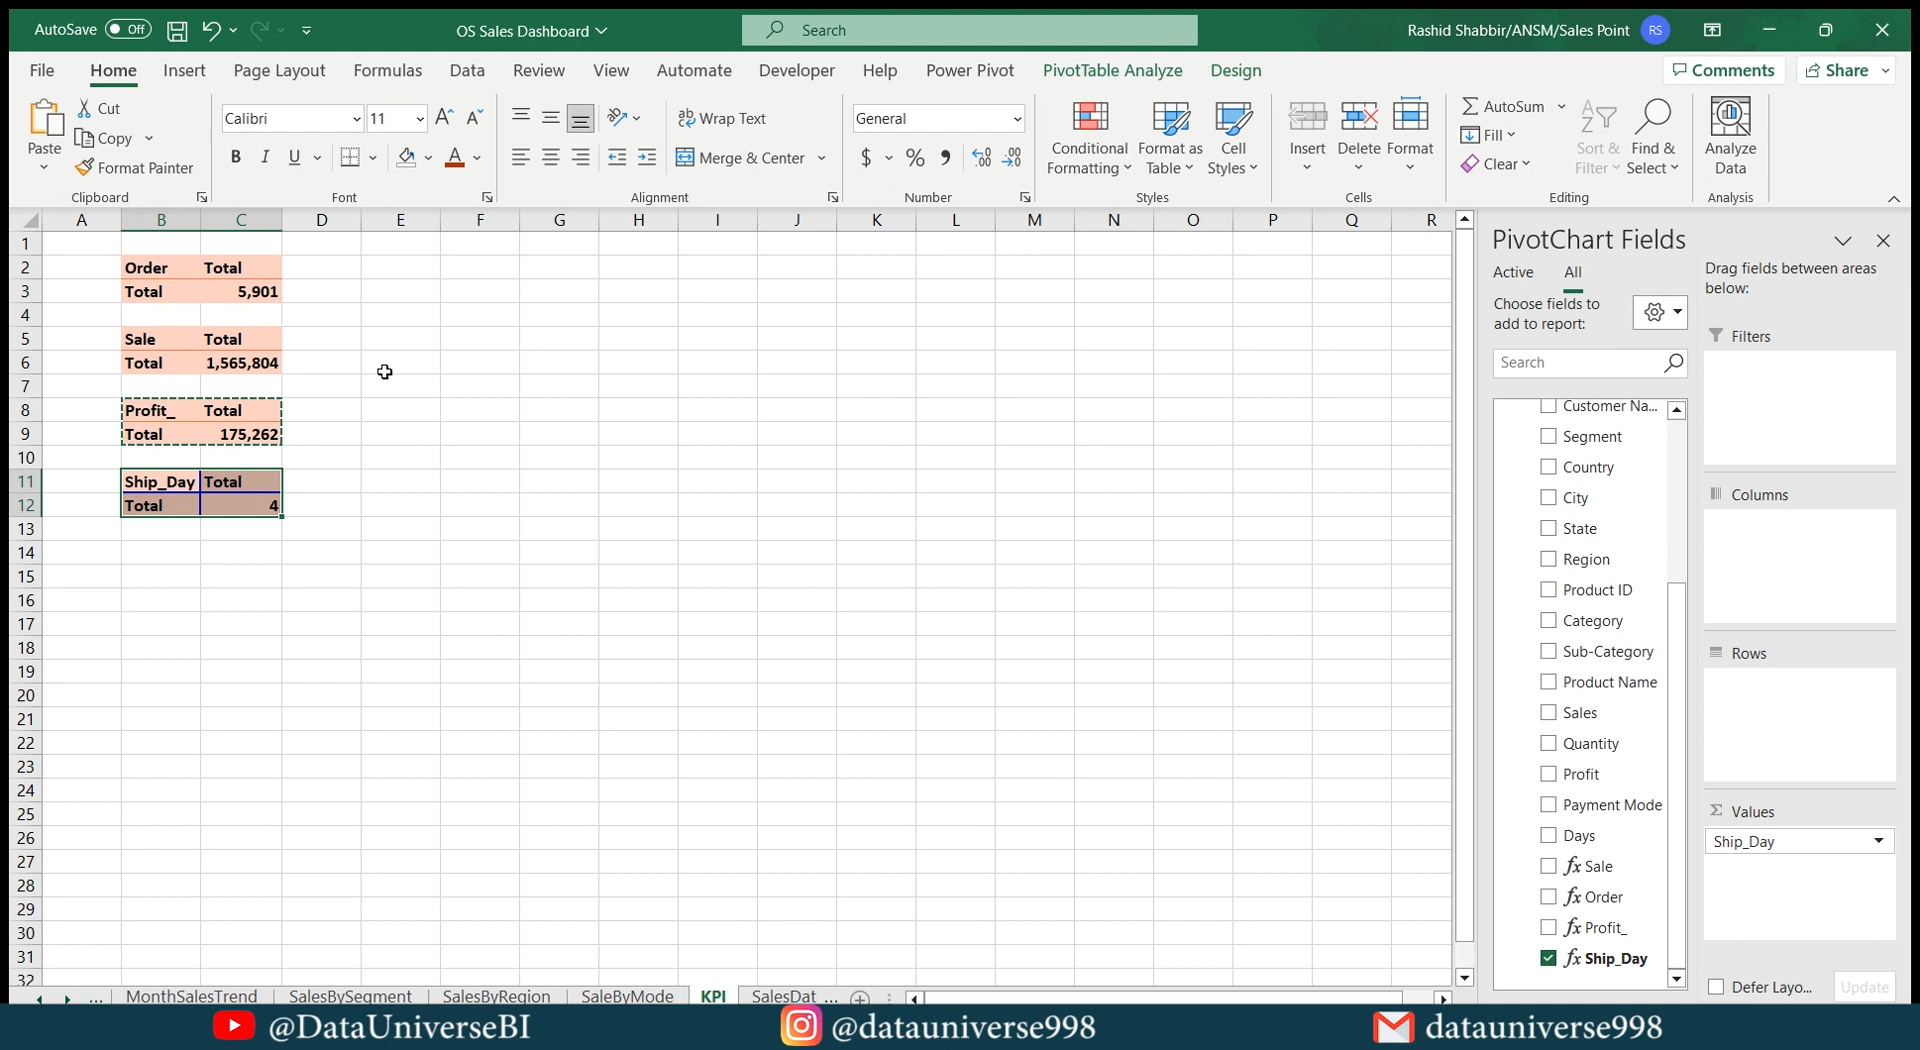 AutoSave Off OS Sales Dashboard Search Rashid Shabbir/ANSM/Sales Point RS
File Home Insert Page Layout Formulas Data Review View Automate Developer Help Power Pivot PivotTable Analyze Design Comments Share
Paste
Cut
Copy
Format Painter
Clipboard
Calibri 11
B I U
Font
Wrap Text
Merge & Center
Alignment
General
$ % 9
Number
Conditional Formatting
Format as Table
Cell Styles
Styles
Insert Delete Format
Cells
AutoSum
Fill
Clear
Sort & Filter
Find & Select
Editing
Analyze Data
Analysis
A B C D E F G H I J K L M N O P Q R
1
2 Order Total
3 Total 5,901
4
5 Sale Total
6 Total 1,565,804
7
8 Profit_ Total
9 Total 175,262
10
11 Ship_Day Total
12 Total 4
13
14
15
16
17
18
19
20
21
22
23
24
25
26
27
28
29
30
31
32
PivotChart Fields
Active All
Choose fields to
add to report:
Search
Customer Na...
Segment
Country
City
State
Region
Product ID
Category
Sub-Category
Product Name
Sales
Quantity
Profit
Payment Mode
Days
fx Sale
fx Order
fx Profit_
fx Ship_Day
Drag fields between areas
below:
Filters
Columns
Rows
Σ Values
Ship_Day
Defer Layo... Update
... MonthSalesTrend SalesBySegment SalesByRegion SaleByMode KPI SalesDat ...
@DataUniverseBI @datauniverse998 datauniverse998